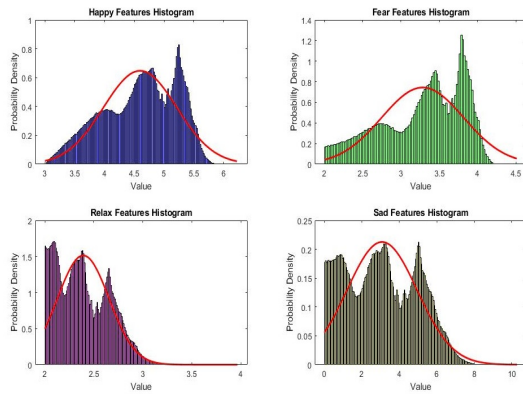 Happy Features Histogram
Probability Density
1
0.8
0.6
0.4
0.2
0
3 3.5 4 4.5 5 5.5 6
Value
Fear Features Histogram
Probability Density
1.4
1.2
1
0.8
0.6
0.4
0.2
0
2 2.5 3 3.5 4 4.5
Value
Relax Features Histogram
Probability Density
2
1.5
1
0.5
0
2 2.5 3 3.5 4
Value
Sad Features Histogram
Probability Density
0.25
0.2
0.15
0.1
0.05
0
0 2 4 6 8 10 12
Value